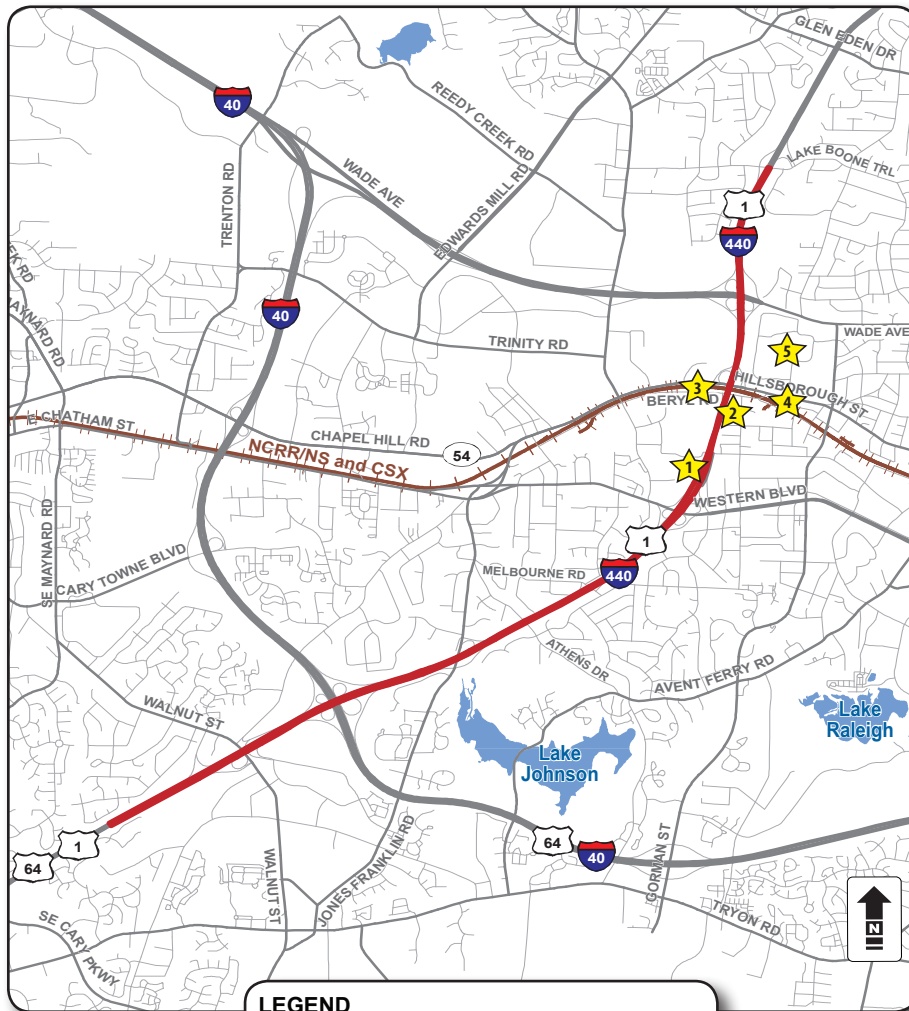 GLEN EDEN DR
40
REEDY CREEK RD
LAKE BOONE TRL
WADE AVE
EDWARDS MILL RD
TRENTON RD
1
440
EK RD
MAYNARD RD
40
TRINITY RD
WADE AVE
5
HILLSBOROUGH ST
3
BERYL RD
4
2
E CHATHAM ST
CHAPEL HILL RD
54
NCRR/NS and CSX
1
WESTERN BLVD
SE MAYNARD RD
1
CARY TOWNE BLVD
MELBOURNE RD
440
ATHENS DR
AVENT FERRY RD
WALNUT ST
Lake
Raleigh
Lake
Johnson
64
1
64
40
WALNUT ST
JONES FRANKLIN RD
GORMAN ST
TRYON RD
SE CARY PKWY
N
LEGEND